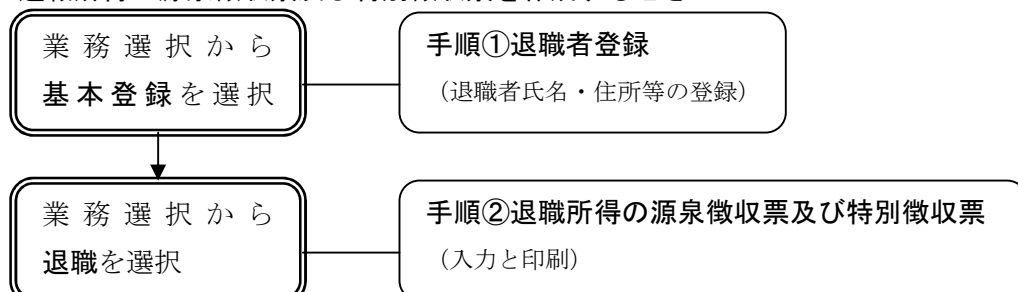 業務選択から
基本登録を選択
手順①退職者登録
（退職者氏名・住所等の登録）
業務選択から
退職を選択
手順②退職所得の源泉徴収票及び特別徴収票
（入力と印刷）